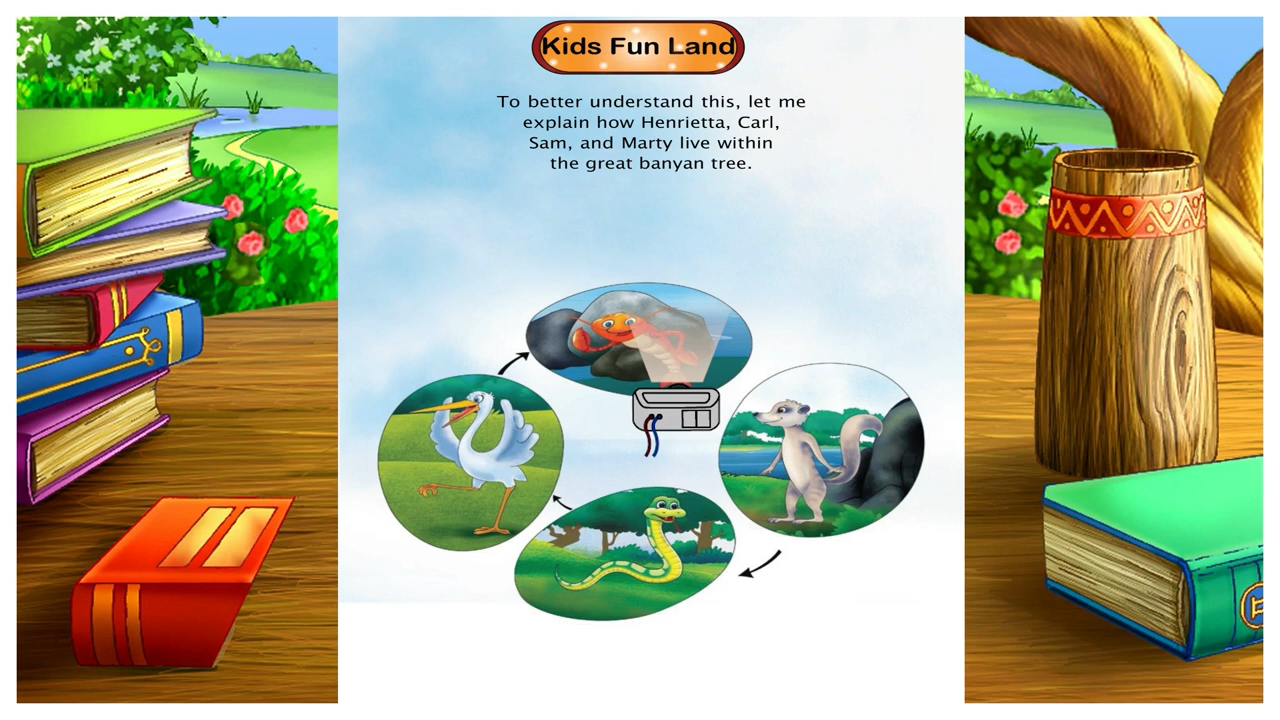 Kids Fun Land
To better understand this, let me
explain how Henrietta, Carl,
Sam, and Marty live within
the great banyan tree.